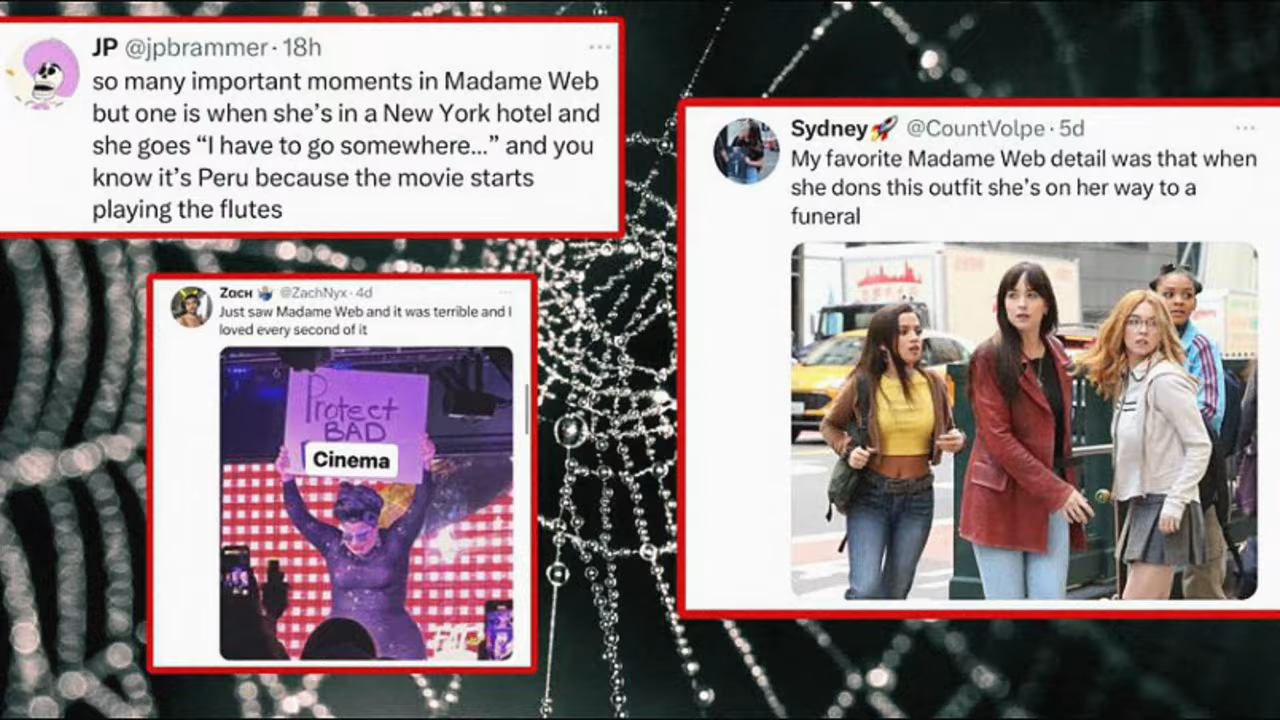 JP @jpbrammer · 18h
so many important moments in Madame Web
but one is when she’s in a New York hotel and
she goes “I have to go somewhere...” and you
know it’s Peru because the movie starts
playing the flutes
Zach @ZachNyx · 4d
Just saw Madame Web and it was terrible and I
loved every second of it
Protect
BAD
Cinema
Sydney🚀 @CountVolpe · 5d
My favorite Madame Web detail was that when
she dons this outfit she’s on her way to a
funeral